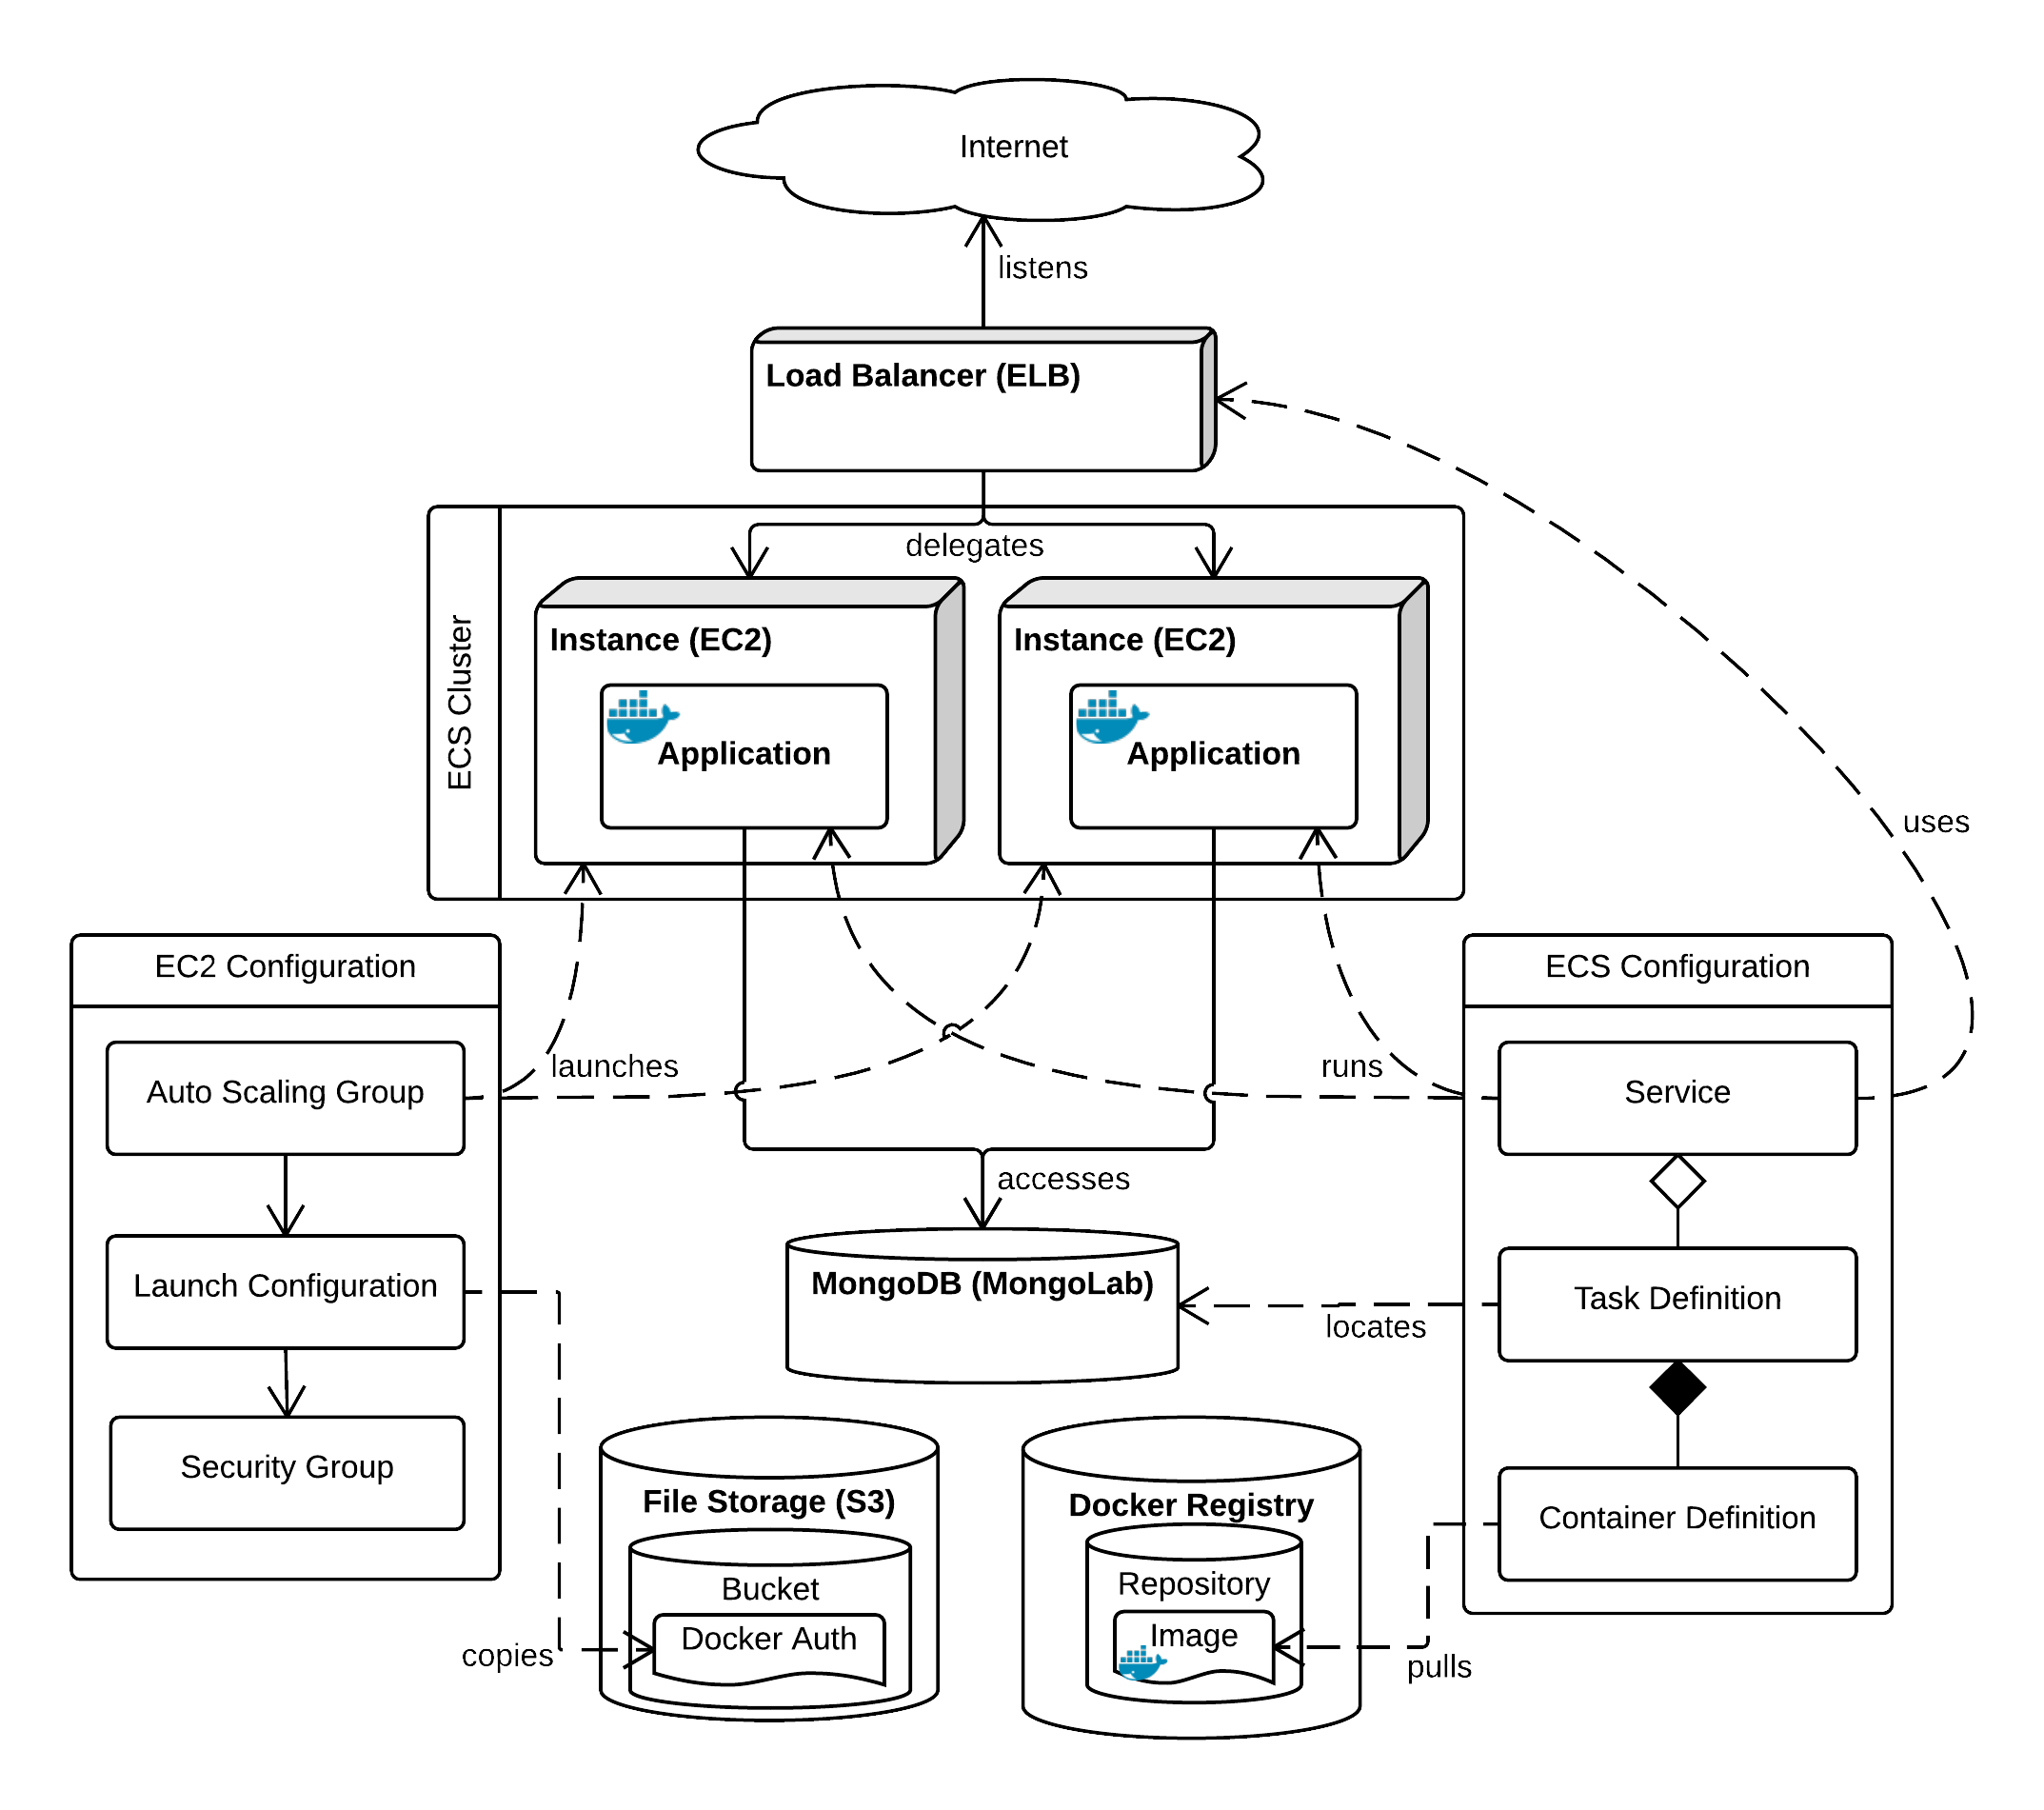 Internet
listens
Load Balancer (ELB)
delegates
ECS Cluster
Instance (EC2)
Application
Instance (EC2)
Application
uses
EC2 Configuration
Auto Scaling Group
Launch Configuration
Security Group
launches
runs
accesses
ECS Configuration
Service
Task Definition
Container Definition
MongoDB (MongoLab)
locates
File Storage (S3)
Bucket
Docker Auth
copies
Docker Registry
Repository
Image
pulls